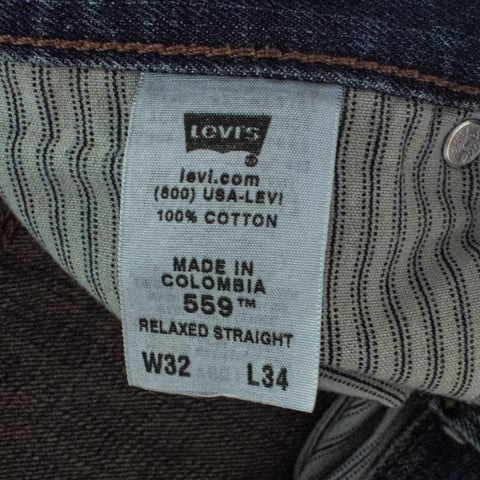 LEVI'S
levi.com
(800) USA-LEVI
100% COTTON
MADE IN
COLOMBIA
559™
RELAXED STRAIGHT
W32 L34